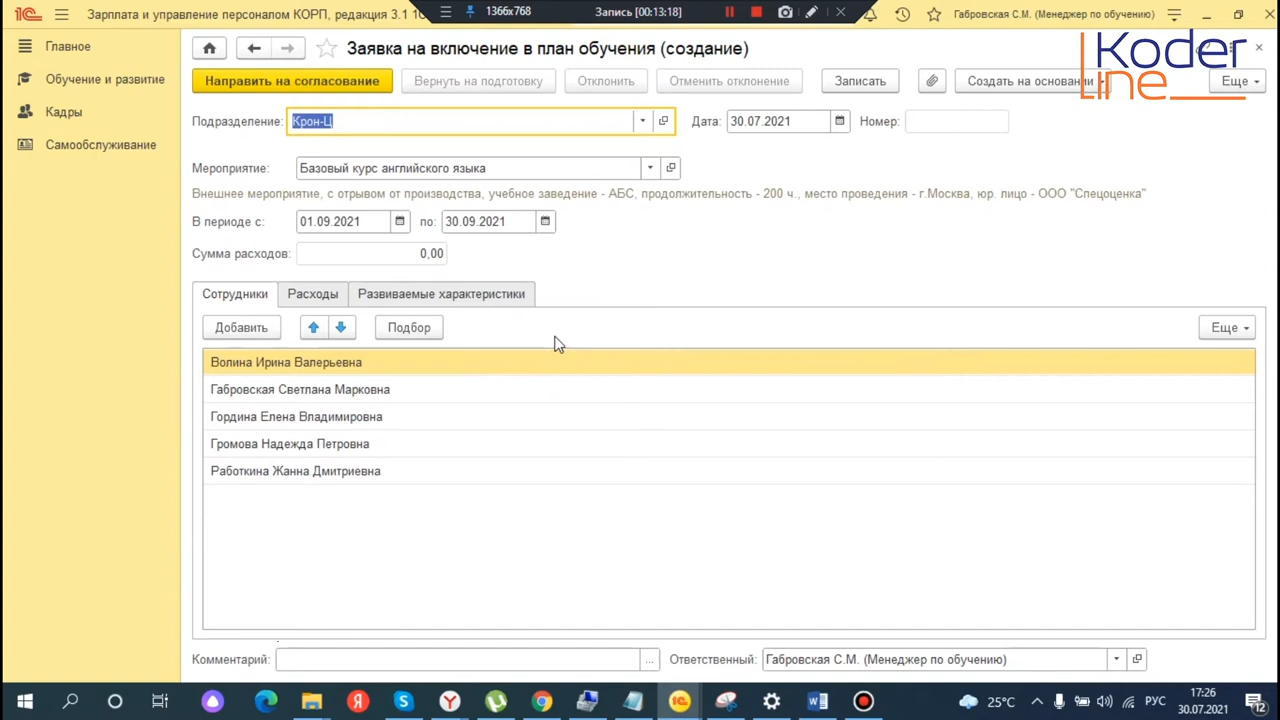 Зарплата и управление персоналом КОРП, редакция 3.1 1С
1366x768
Запись [00:13:18]
Габровская С.М. (Менеджер по обучению)
Главное
Обучение и развитие
Кадры
Самообслуживание
Заявка на включение в план обучения (создание)
Koder
Line
Направить на согласование
Вернуть на подготовку
Отклонить
Отменить отклонение
Записать
Создать на основании
Еще
Подразделение: Крон-Ц
Дата: 30.07.2021
Номер:
Мероприятие: Базовый курс английского языка
Внешнее мероприятие, с отрывом от производства, учебное заведение - АБС, продолжительность - 200 ч., место проведения - г.Москва, юр. лицо - ООО "Спецоценка"
В периоде с: 01.09.2021 по: 30.09.2021
Сумма расходов: 0,00
Сотрудники
Расходы
Развиваемые характеристики
Добавить
Подбор
Еще
Волина Ирина Валерьевна
Габровская Светлана Марковна
Гордина Елена Владимировна
Громова Надежда Петровна
Работкина Жанна Дмитриевна
Комментарий:
Ответственный: Габровская С.М. (Менеджер по обучению)
25°C
РУС
17:26
30.07.2021
12